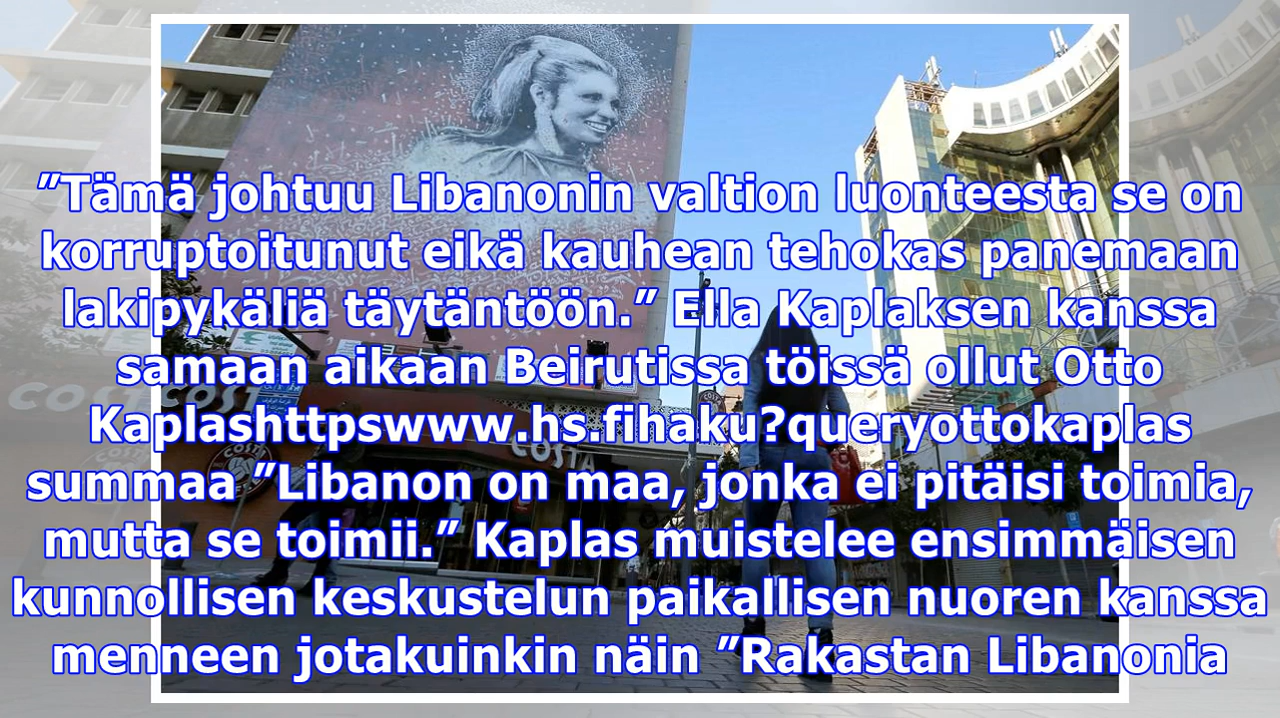 ”Tämä johtuu Libanonin valtion luonteesta se on
korruptoitunut eikä kauhean tehokas panemaan
lakipykäliä täytäntöön.” Ella Kaplaksen kanssa
samaan aikaan Beirutissa töissä ollut Otto
Kaplashttpswww.hs.fihaku?queryottokaplas
summaa ”Libanon on maa, jonka ei pitäisi toimia,
mutta se toimii.” Kaplas muistelee ensimmäisen
kunnollisen keskustelun paikallisen nuoren kanssa
menneen jotakuinkin näin ”Rakastan Libanonia
COSTA
COSTA